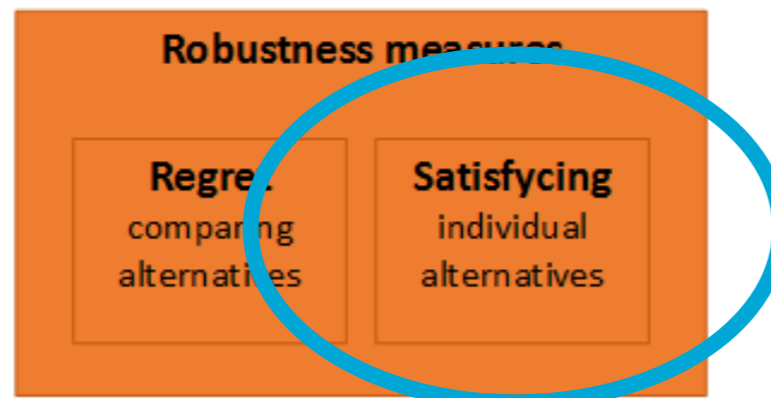 Robustness measures
Regret
comparing
alternatives
Satisfycing
individual
alternatives